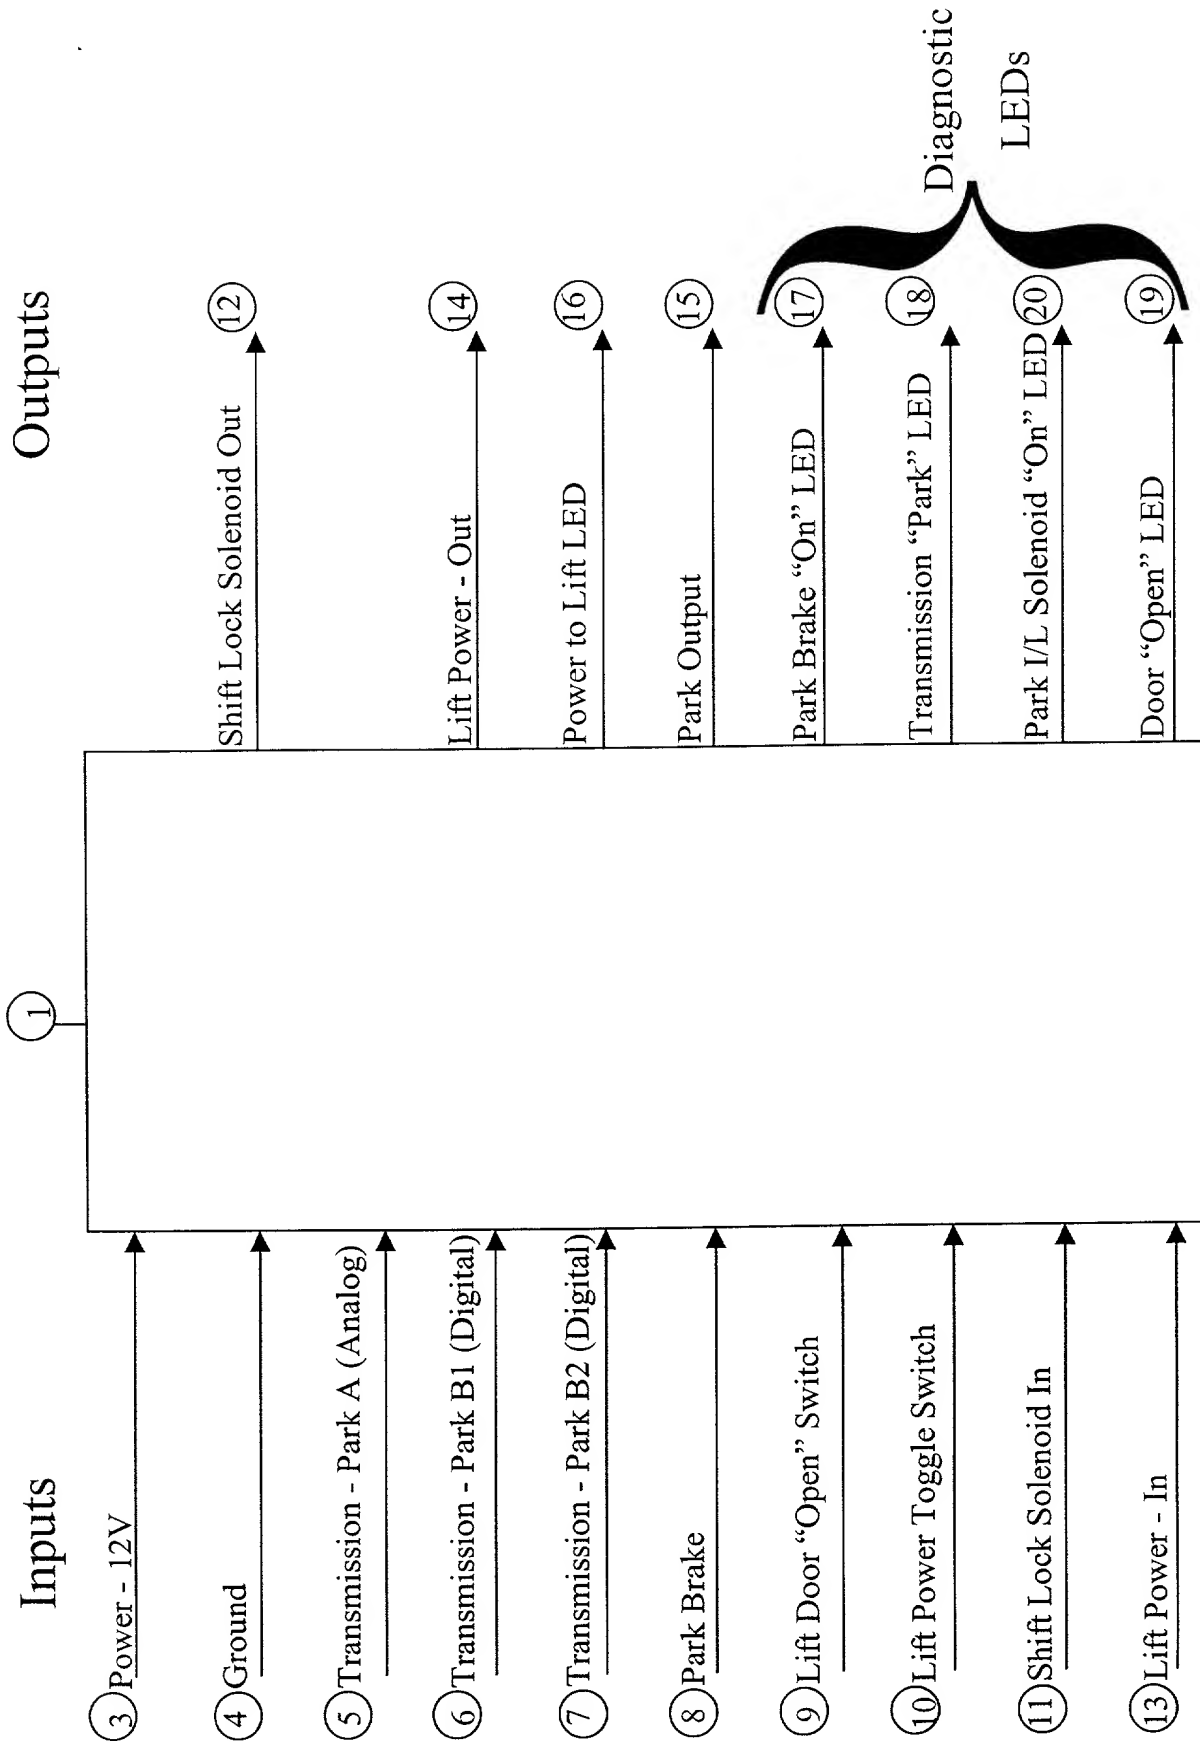 Inputs
Outputs
1
3 Power - 12V
4 Ground
5 Transmission - Park A (Analog)
6 Transmission - Park B1 (Digital)
7 Transmission - Park B2 (Digital)
8 Park Brake
9 Lift Door “Open” Switch
10 Lift Power Toggle Switch
11 Shift Lock Solenoid In
13 Lift Power - In
Shift Lock Solenoid Out 12
Lift Power - Out 14
Power to Lift LED 16
Park Output 15
Park Brake “On” LED 17
Transmission “Park” LED 18
Park I/L Solenoid “On” LED 20
Door “Open” LED 19
Diagnostic
LEDs